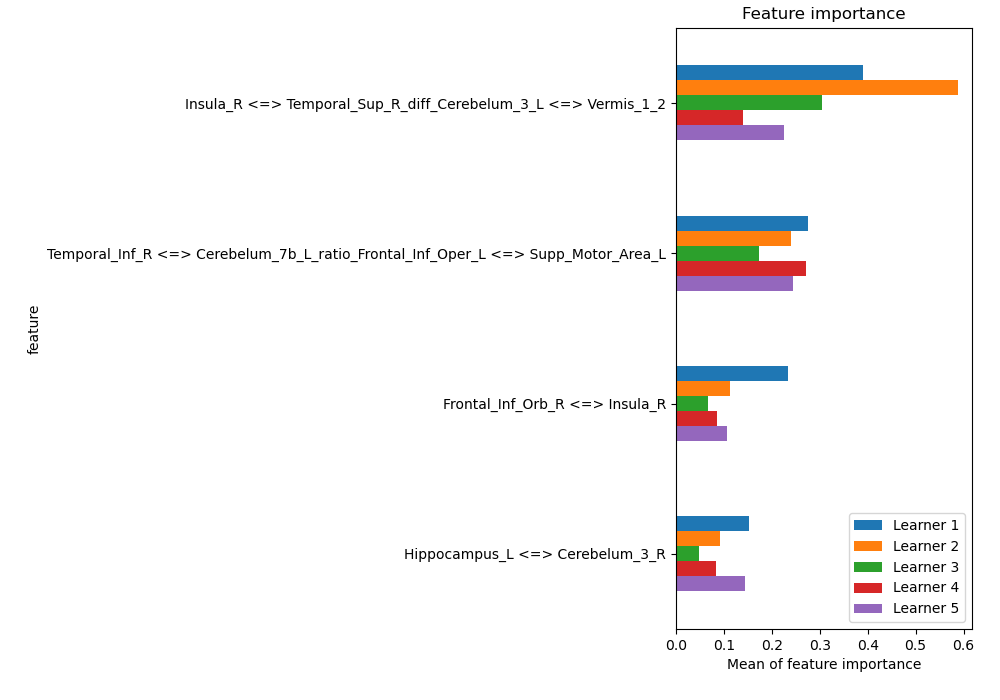 Feature importance
Insula_R <=> Temporal_Sup_R_diff_Cerebelum_3_L <=> Vermis_1_2
Temporal_Inf_R <=> Cerebelum_7b_L_ratio_Frontal_Inf_Oper_L <=> Supp_Motor_Area_L
feature
Frontal_Inf_Orb_R <=> Insula_R
Hippocampus_L <=> Cerebelum_3_R
Learner 1
Learner 2
Learner 3
Learner 4
Learner 5
0.0 0.1 0.2 0.3 0.4 0.5 0.6
Mean of feature importance